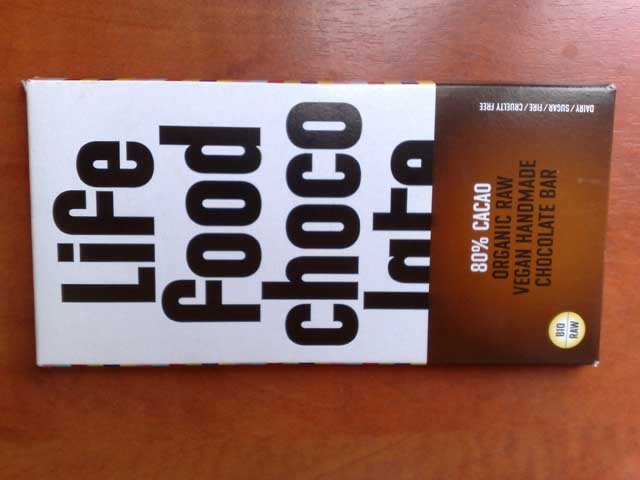 Life
food
choco
late
80% CACAO
ORGANIC RAW
VEGAN HANDMADE
CHOCOLATE BAR
DAIRY / SUGAR / FIRE / CRUELTY FREE
BIO
RAW